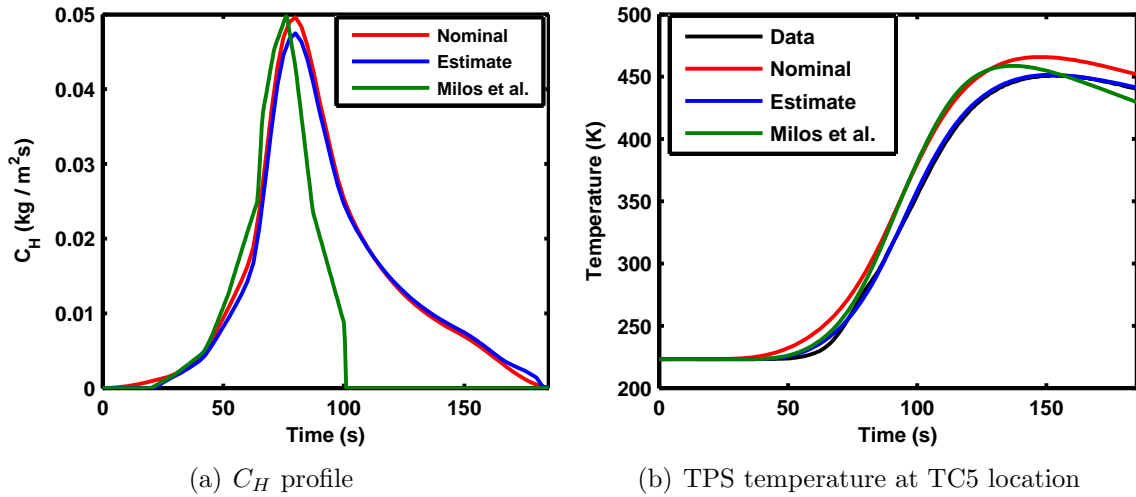 0.05
0.04
0.03
0.02
0.01
0
C_H (kg / m²s)
0 50 100 150
Time (s)
Nominal
Estimate
Milos et al.
(a) C_H profile
500
450
400
350
300
250
200
Temperature (K)
0 50 100 150
Time (s)
Data
Nominal
Estimate
Milos et al.
(b) TPS temperature at TC5 location